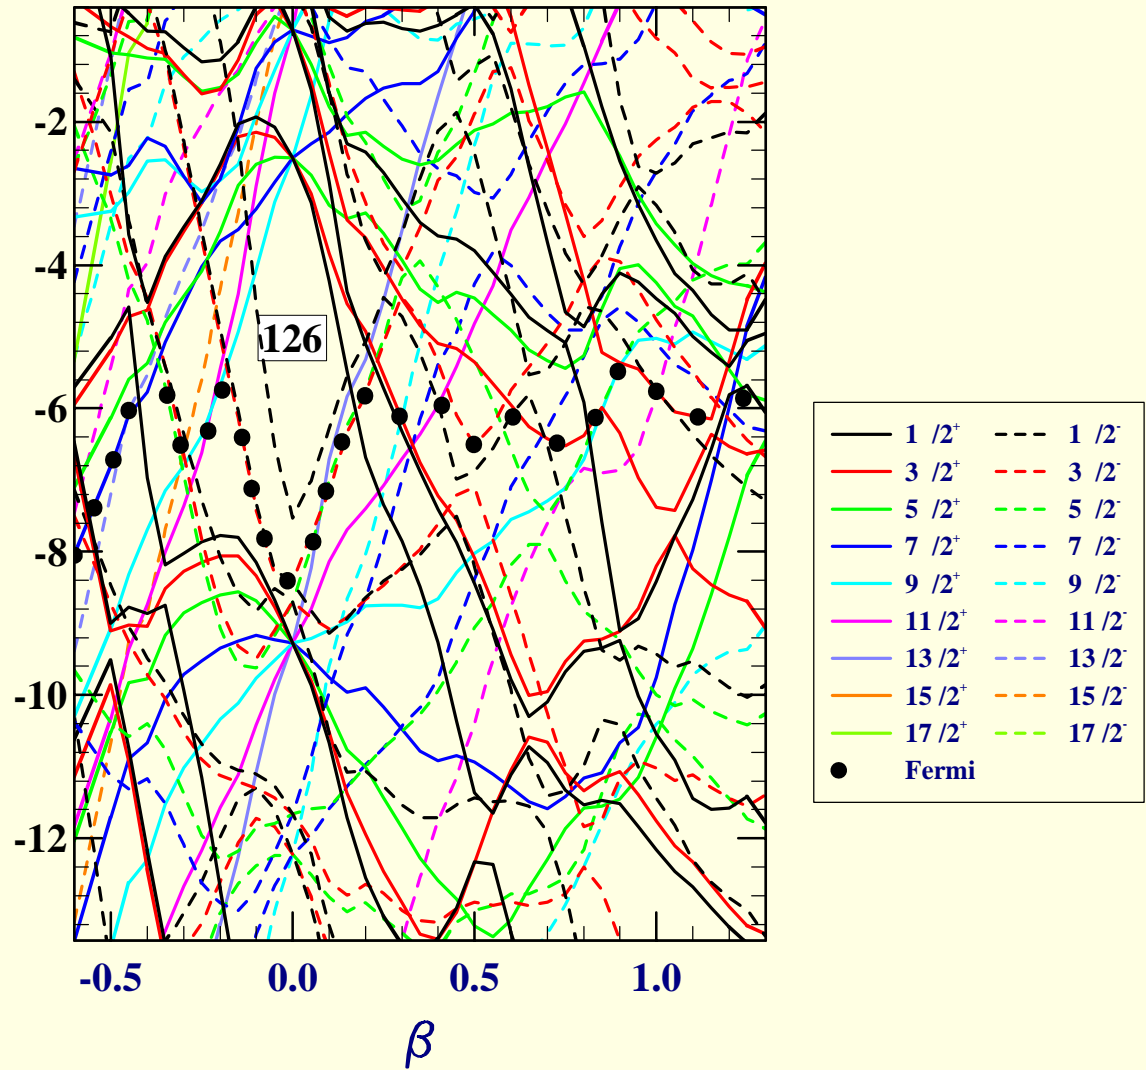 -2
-4
126
-6
-8
-10
-12
-0.5 0.0 0.5 1.0
β
1 /2+ 1 /2-
3 /2+ 3 /2-
5 /2+ 5 /2-
7 /2+ 7 /2-
9 /2+ 9 /2-
11 /2+ 11 /2-
13 /2+ 13 /2-
15 /2+ 15 /2-
17 /2+ 17 /2-
Fermi